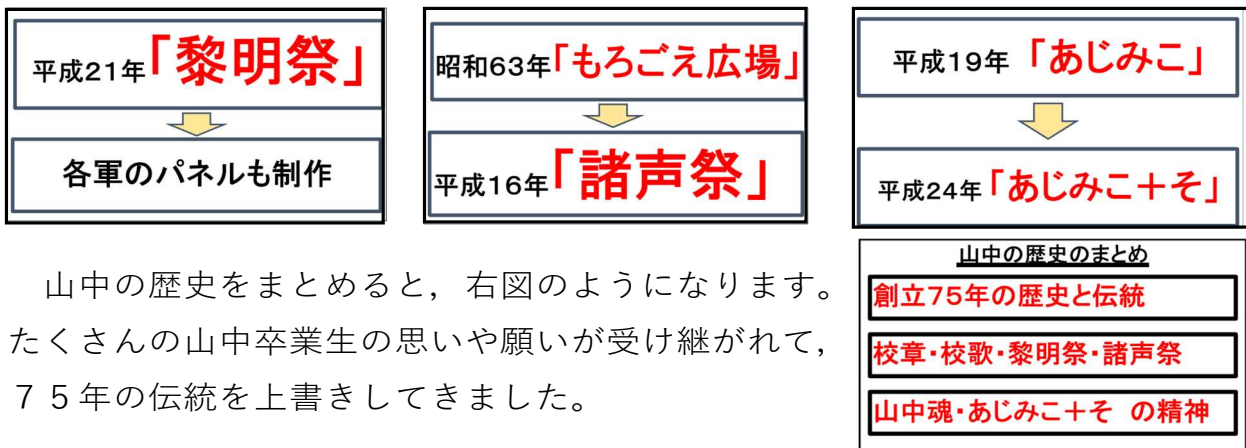 平成21年「黎明祭」
各軍のパネルも制作
昭和63年「もろごえ広場」
平成16年「諸声祭」
平成19年「あじみこ」
平成24年「あじみこ＋そ」
山中の歴史をまとめると，右図のようになります。
たくさんの山中卒業生の思いや願いが受け継がれて，
７５年の伝統を上書きしてきました。
山中の歴史のまとめ
創立75年の歴史と伝統
校章・校歌・黎明祭・諸声祭
山中魂・あじみこ＋そ の精神